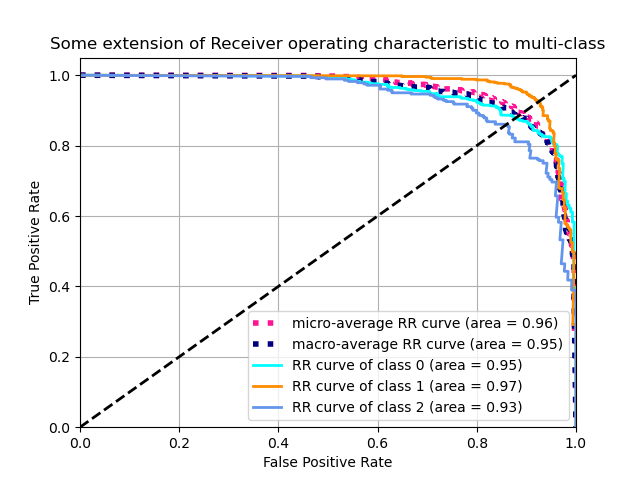 Some extension of Receiver operating characteristic to multi-class
1.0
0.8
0.6
0.4
0.2
0.0
True Positive Rate
micro-average RR curve (area = 0.96)
macro-average RR curve (area = 0.95)
RR curve of class 0 (area = 0.95)
RR curve of class 1 (area = 0.97)
RR curve of class 2 (area = 0.93)
0.0 0.2 0.4 0.6 0.8 1.0
False Positive Rate